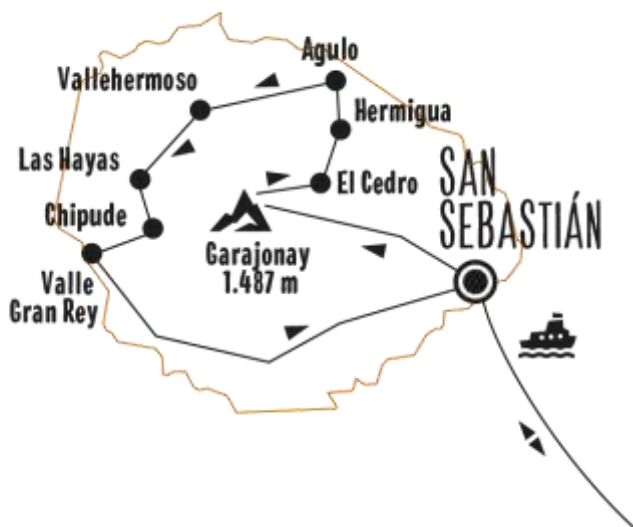 Agulo
Vallehermoso
Hermigua
Las Hayas
El Cedro
SAN
SEBASTIÁN
Chipude
Garajonay
1.487 m
Valle
Gran Rey